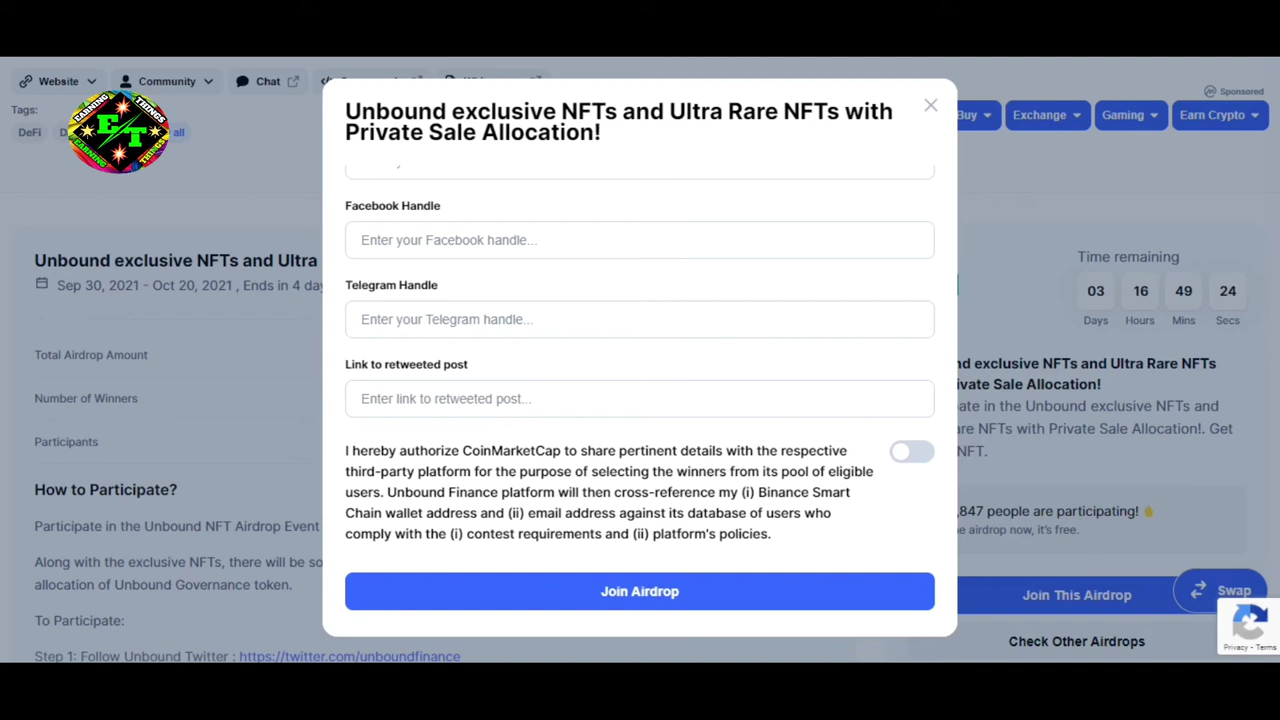 Website
Community
Chat
Sponsored
Tags:
DeFi
all
EARNING THINGS
E/T
EARNING THINGS
Buy
Exchange
Gaming
Earn Crypto
Unbound exclusive NFTs and Ultra Rare NFTs with
Private Sale Allocation!
Facebook Handle
Enter your Facebook handle...
Telegram Handle
Enter your Telegram handle...
Link to retweeted post
Enter link to retweeted post...
I hereby authorize CoinMarketCap to share pertinent details with the respective
third-party platform for the purpose of selecting the winners from its pool of eligible
users. Unbound Finance platform will then cross-reference my (i) Binance Smart
Chain wallet address and (ii) email address against its database of users who
comply with the (i) contest requirements and (ii) platform's policies.
Join Airdrop
Unbound exclusive NFTs and Ultra
Sep 30, 2021 - Oct 20, 2021 , Ends in 4 day
Total Airdrop Amount
Number of Winners
Participants
How to Participate?
Participate in the Unbound NFT Airdrop Event
Along with the exclusive NFTs, there will be so
allocation of Unbound Governance token.
To Participate:
Step 1: Follow Unbound Twitter : https://twitter.com/unboundfinance
Time remaining
03 16 49 24
Days Hours Mins Secs
d exclusive NFTs and Ultra Rare NFTs
ivate Sale Allocation!
ate in the Unbound exclusive NFTs and
re NFTs with Private Sale Allocation!. Get
NFT.
,847 people are participating!
he airdrop now, it's free.
Join This Airdrop
Swap
Check Other Airdrops
Privacy - Terms